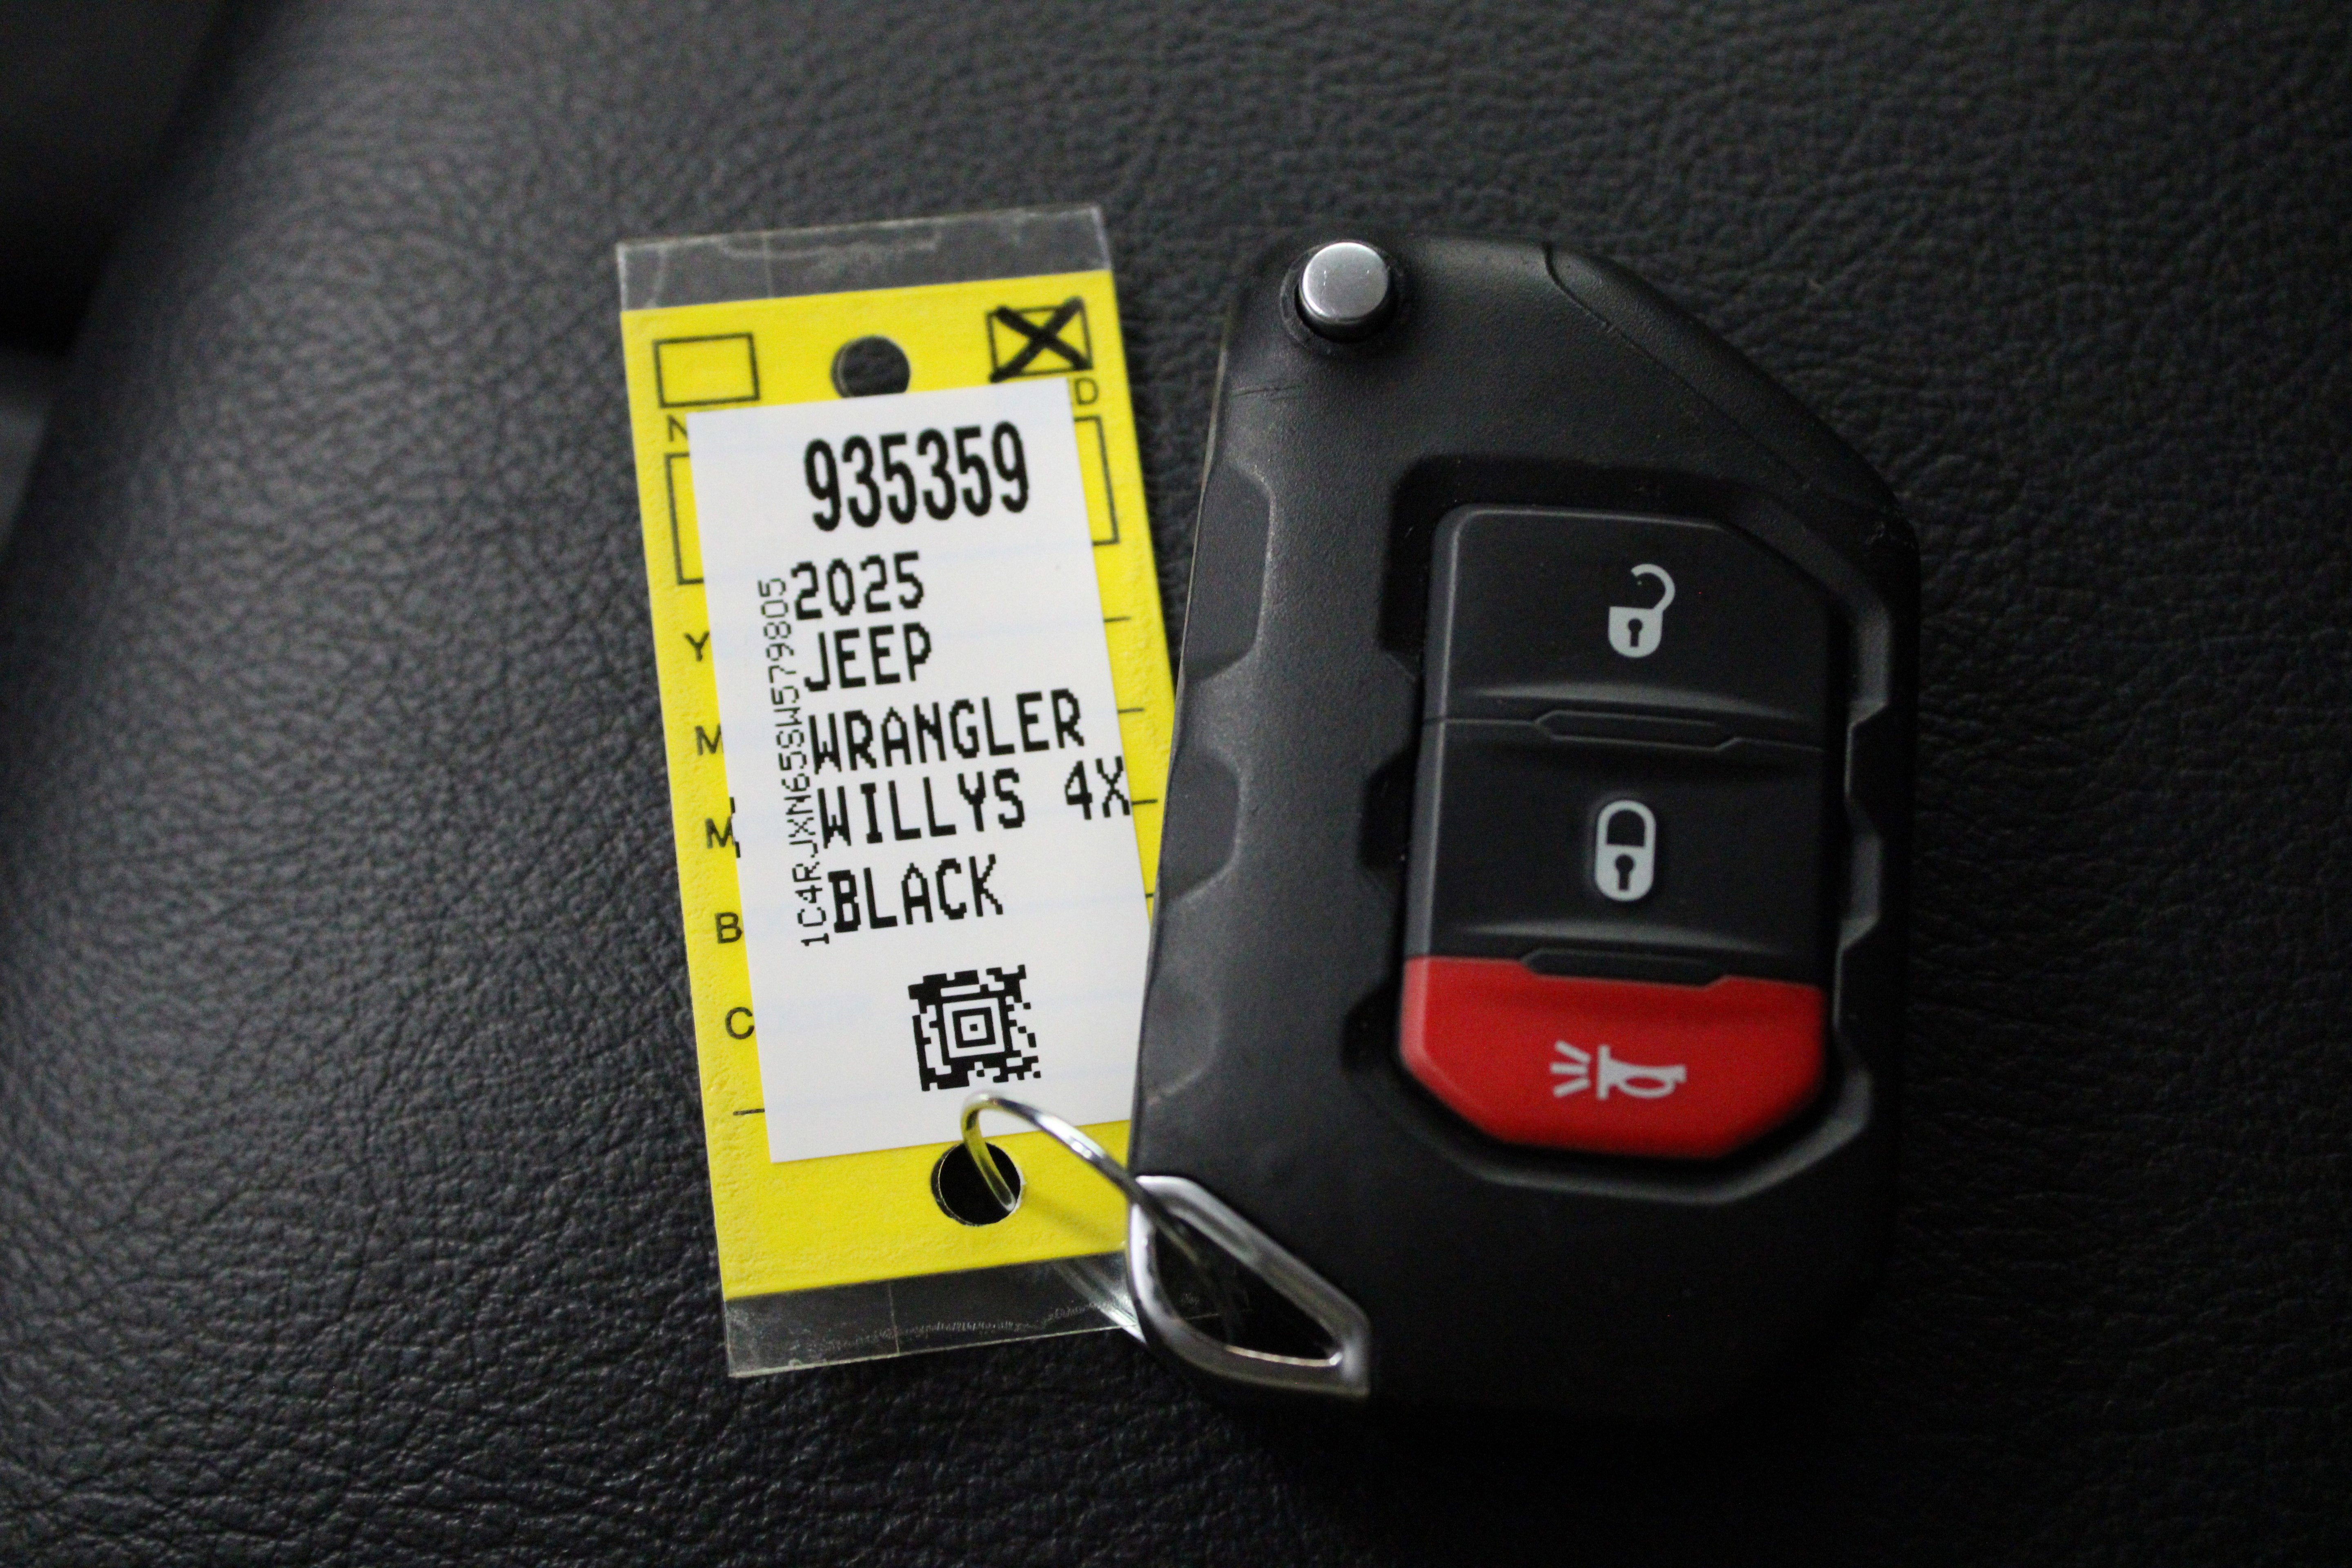 N
D
935359
2025
JEEP
WRANGLER
WILLYS 4X
BLACK
1C4RJXN65SW579805
Y
M
M
B
C